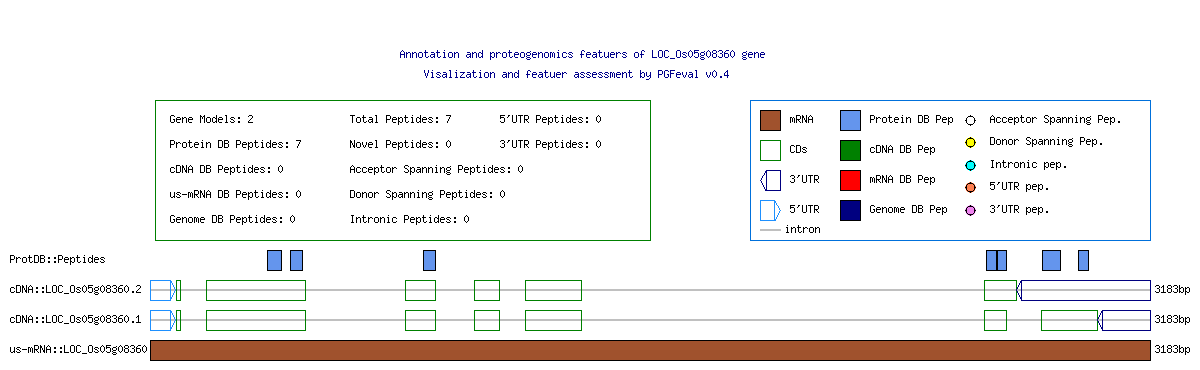 Annotation and proteogenomics featuers of LOC_Os05g08360 gene
Visalization and featuer assessment by PGFeval v0.4
Gene Models: 2 Total Peptides: 7 5'UTR Peptides: 0
Protein DB Peptides: 7 Novel Peptides: 0 3'UTR Peptides: 0
cDNA DB Peptides: 0 Acceptor Spanning Peptides: 0
us-mRNA DB Peptides: 0 Donor Spanning Peptides: 0
Genome DB Peptides: 0 Intronic Peptides: 0
mRNA Protein DB Pep Acceptor Spanning Pep.
CDs cDNA DB Pep Donor Spanning Pep.
3'UTR mRNA DB Pep Intronic pep.
5'UTR Genome DB Pep 5'UTR pep.
intron 3'UTR pep.
ProtDB::Peptides
cDNA::LOC_Os05g08360.2 3183bp
cDNA::LOC_Os05g08360.1 3183bp
us-mRNA::LOC_Os05g08360 3183bp